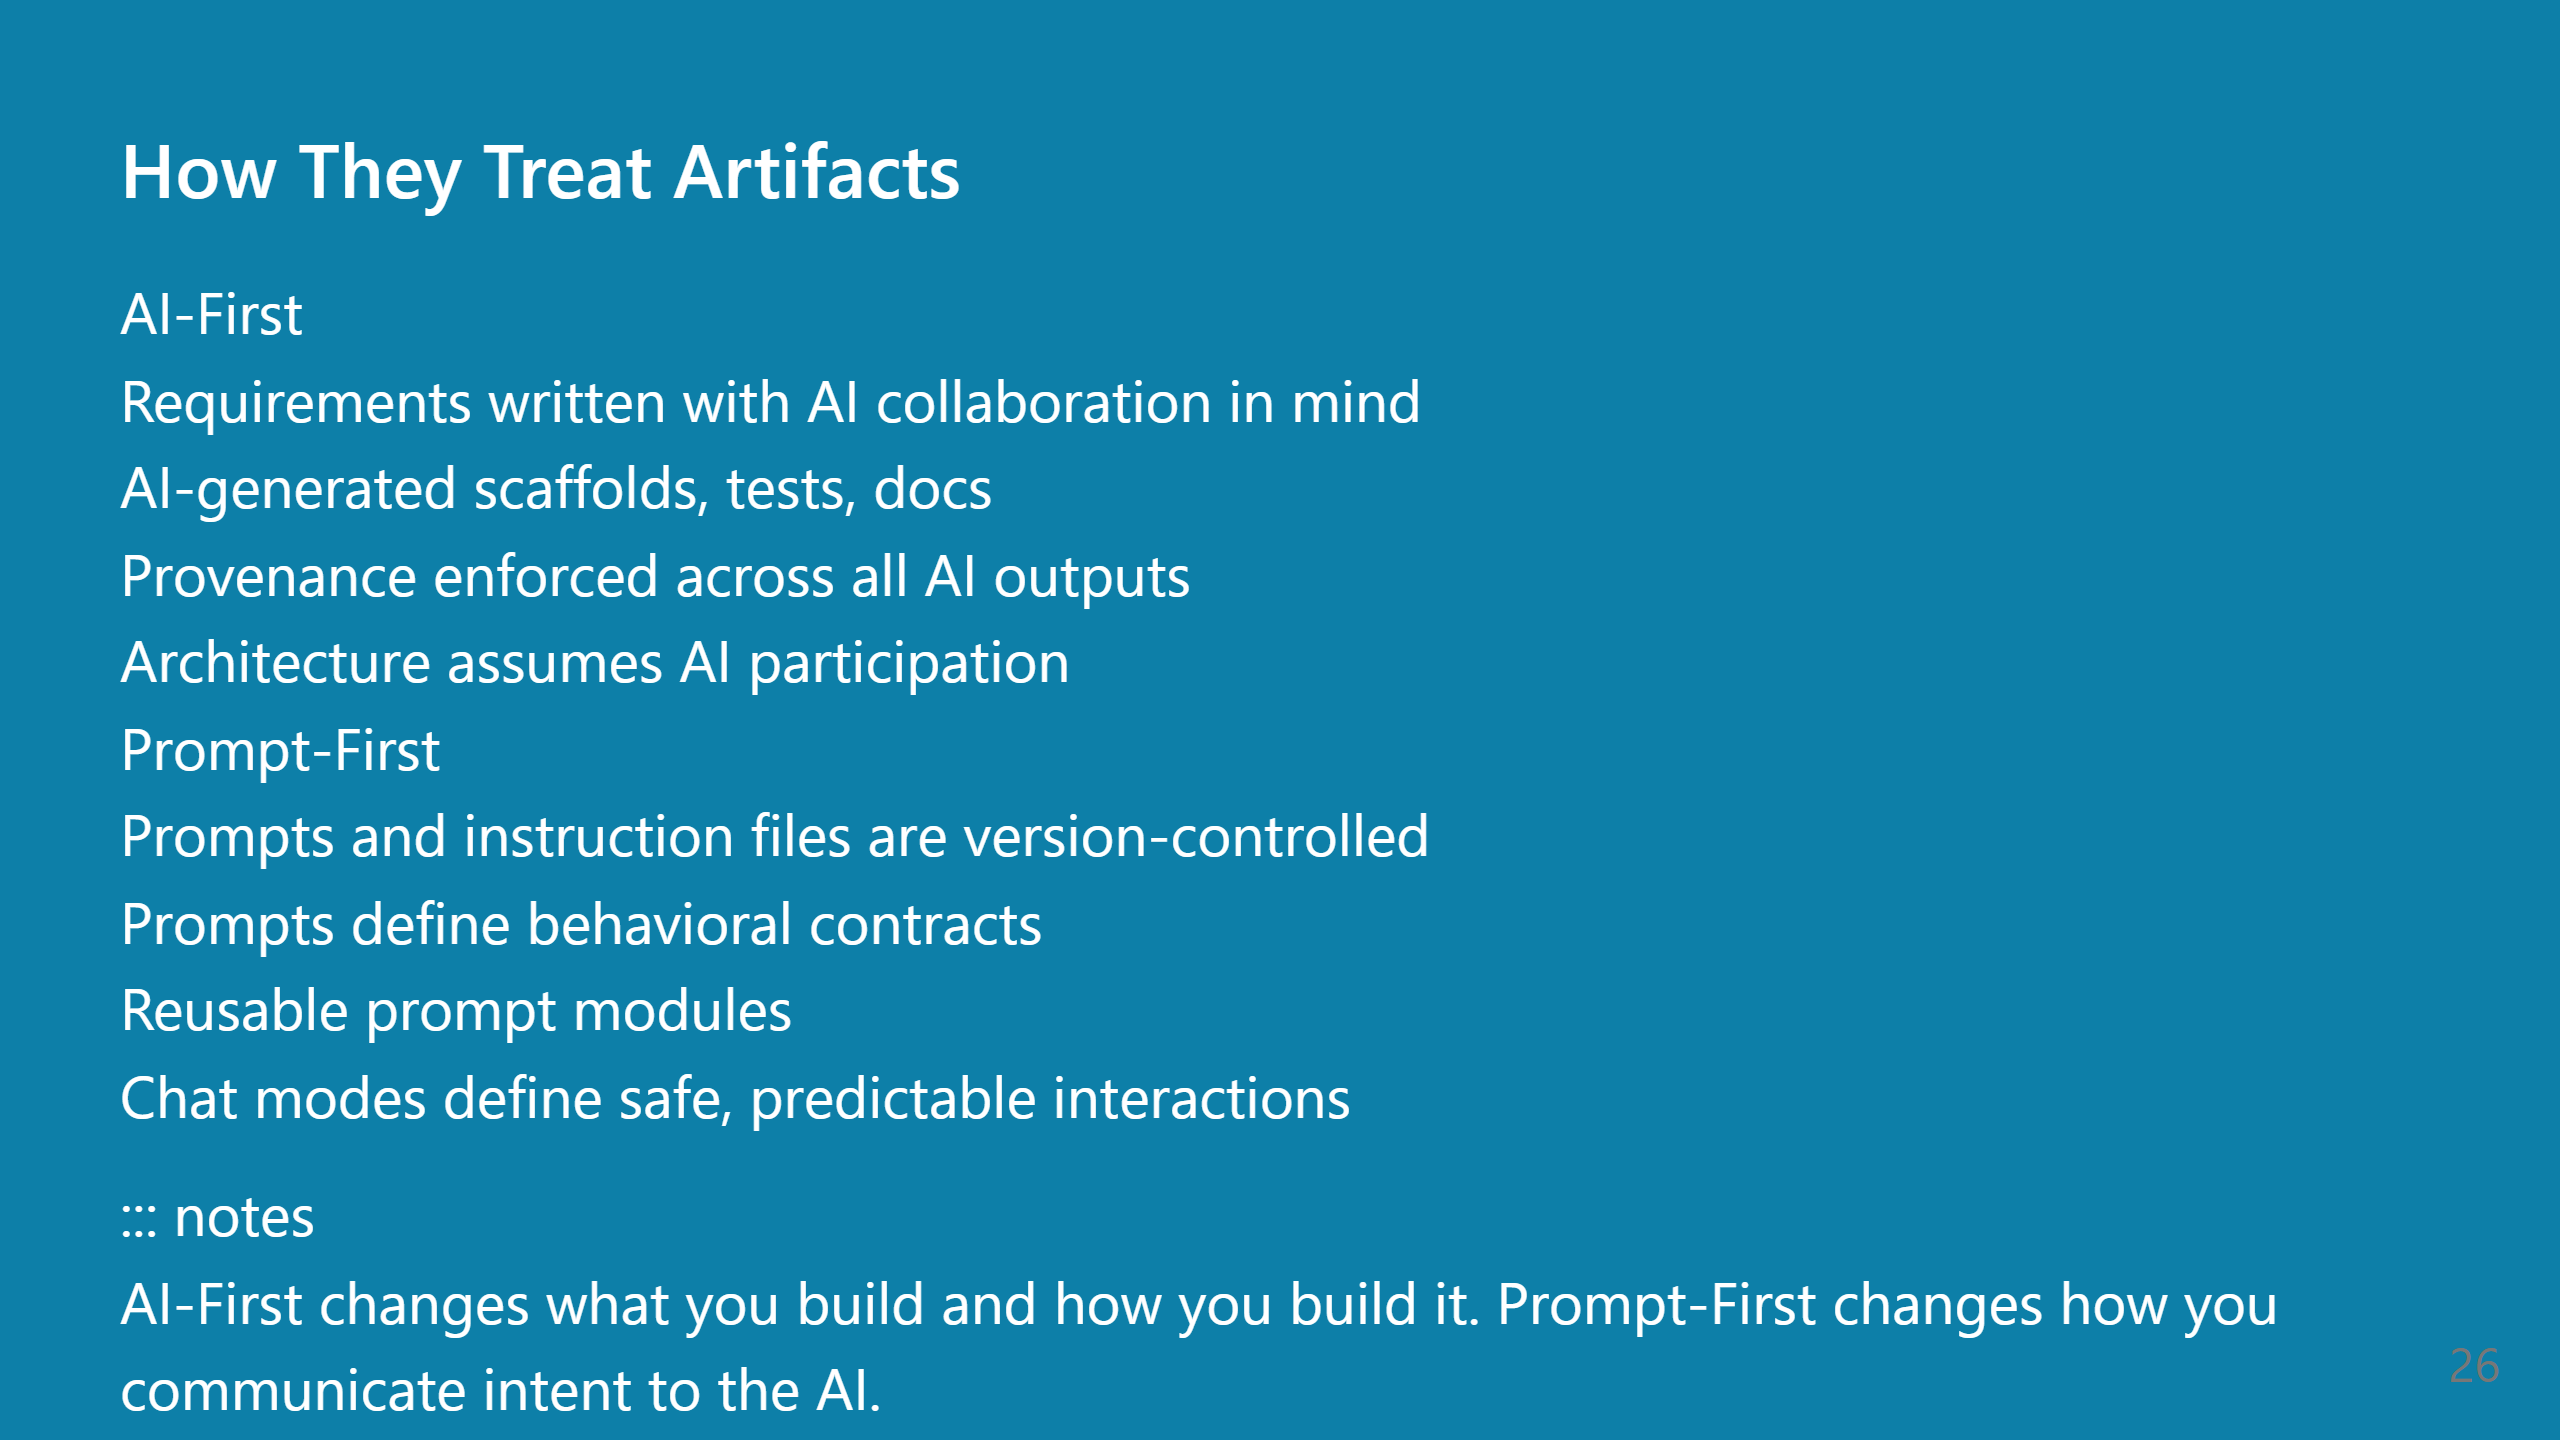 How They Treat Artifacts
AI-First
Requirements written with AI collaboration in mind
AI-generated scaffolds, tests, docs
Provenance enforced across all AI outputs
Architecture assumes AI participation
Prompt-First
Prompts and instruction files are version-controlled
Prompts define behavioral contracts
Reusable prompt modules
Chat modes define safe, predictable interactions
::: notes
AI-First changes what you build and how you build it. Prompt-First changes how you
communicate intent to the AI.
26